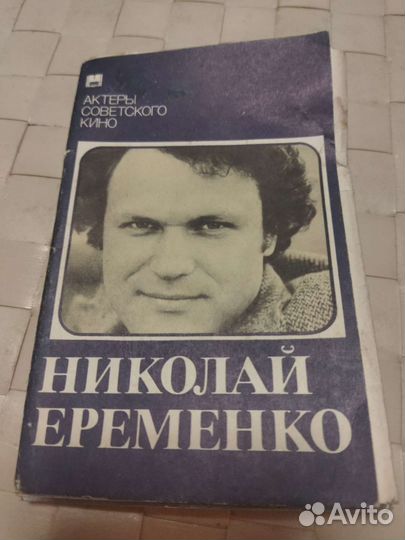 АКТЕРЫ
СОВЕТСКОГО
КИНО
НИКОЛАЙ
ЕРЕМЕНКО
Avito